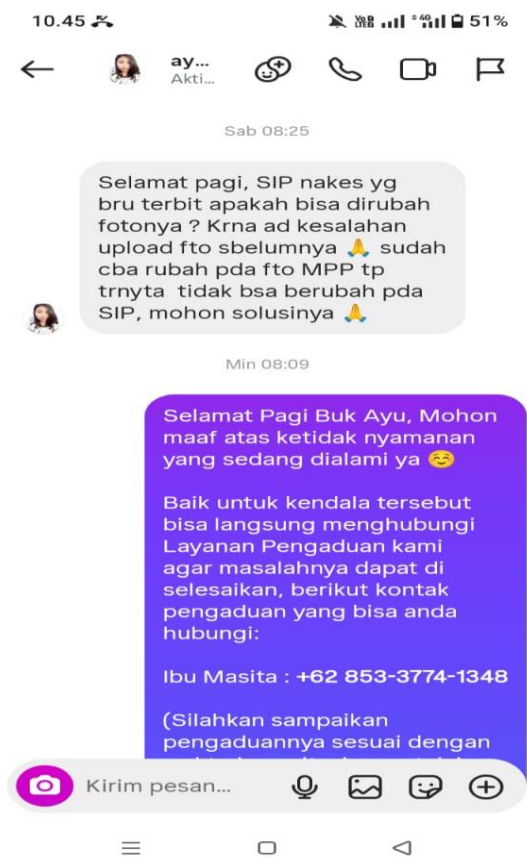 10.45
51%
ay...
Akti...
Sab 08:25
Selamat pagi, SIP nakes yg
bru terbit apakah bisa dirubah
fotonya ? Krna ad kesalahan
upload fto sbelumnya 🙏 sudah
cba rubah pda fto MPP tp
trnyta tidak bsa berubah pda
SIP, mohon solusinya 🙏
Min 08:09
Selamat Pagi Buk Ayu, Mohon
maaf atas ketidak nyamanan
yang sedang dialami ya ☺️
Baik untuk kendala tersebut
bisa langsung menghubungi
Layanan Pengaduan kami
agar masalahnya dapat di
selesaikan, berikut kontak
pengaduan yang bisa anda
hubungi:
Ibu Masita : +62 853-3774-1348
(Silahkan sampaikan
pengaduannya sesuai dengan
Kirim pesan...